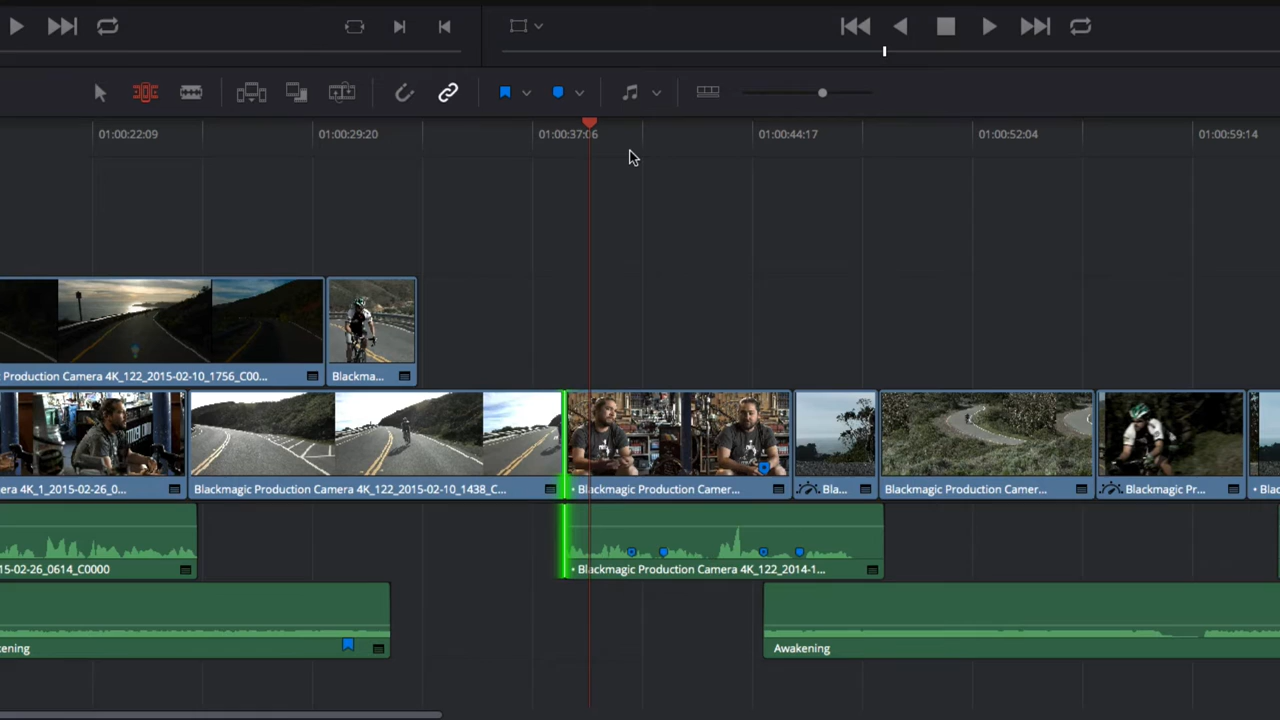 01:00:22:09 01:00:29:20 01:00:37:06 01:00:44:17 01:00:52:04 01:00:59:14
t Production Camera 4K_122_2015-02-10_1756_C00... Blackma...
era 4K_1_2015-02-26_0... Blackmagic Production Camera 4K_122_2015-02-10_1438_C... • Blackmagic Production Camer... Bla... Blackmagic Production Camer... Blackmagic Pr... • Blac
15-02-26_0614_C0000 • Blackmagic Production Camera 4K_122_2014-1...
ening Awakening